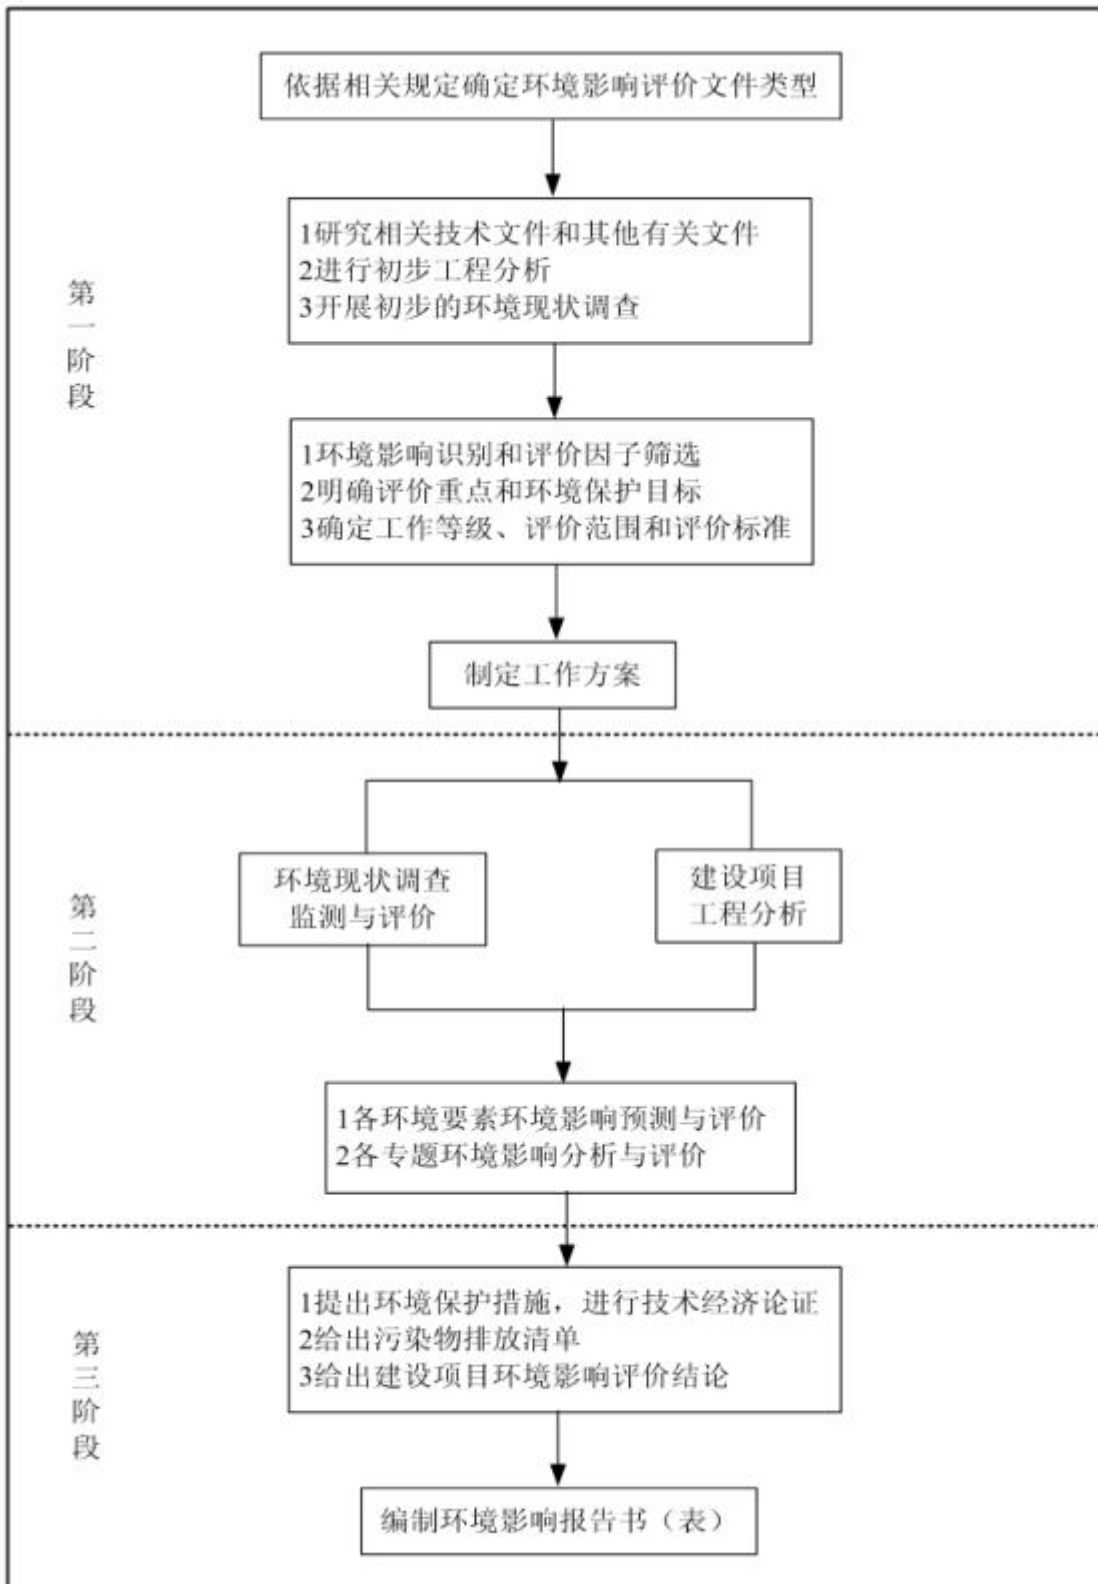 依据相关规定确定环境影响评价文件类型
1研究相关技术文件和其他有关文件
2进行初步工程分析
3开展初步的环境现状调查
第一阶段
1环境影响识别和评价因子筛选
2明确评价重点和环境保护目标
3确定工作等级、评价范围和评价标准
制定工作方案
环境现状调查
监测与评价
建设项目
工程分析
第二阶段
1各环境要素环境影响预测与评价
2各专题环境影响分析与评价
1提出环境保护措施，进行技术经济论证
2给出污染物排放清单
3给出建设项目环境影响评价结论
第三阶段
编制环境影响报告书（表）